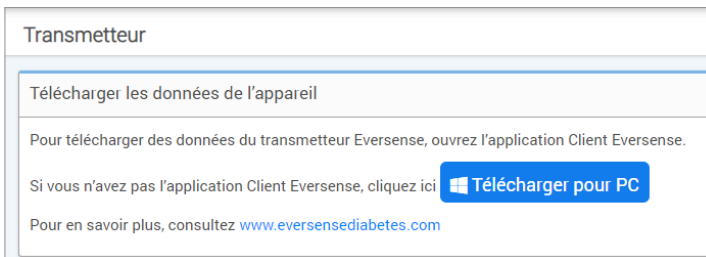 Transmetteur
Télécharger les données de l'appareil
Pour télécharger des données du transmetteur Eversense, ouvrez l'application Client Eversense.
Si vous n'avez pas l'application Client Eversense, cliquez ici Télécharger pour PC
Pour en savoir plus, consultez www.eversensediabetes.com